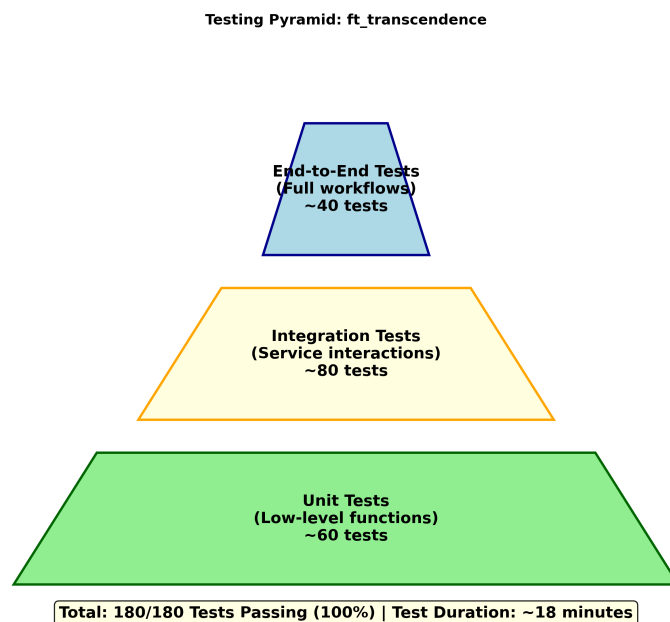 Testing Pyramid: ft_transcendence
End-to-End Tests
(Full workflows)
~40 tests
Integration Tests
(Service interactions)
~80 tests
Unit Tests
(Low-level functions)
~60 tests
Total: 180/180 Tests Passing (100%) | Test Duration: ~18 minutes